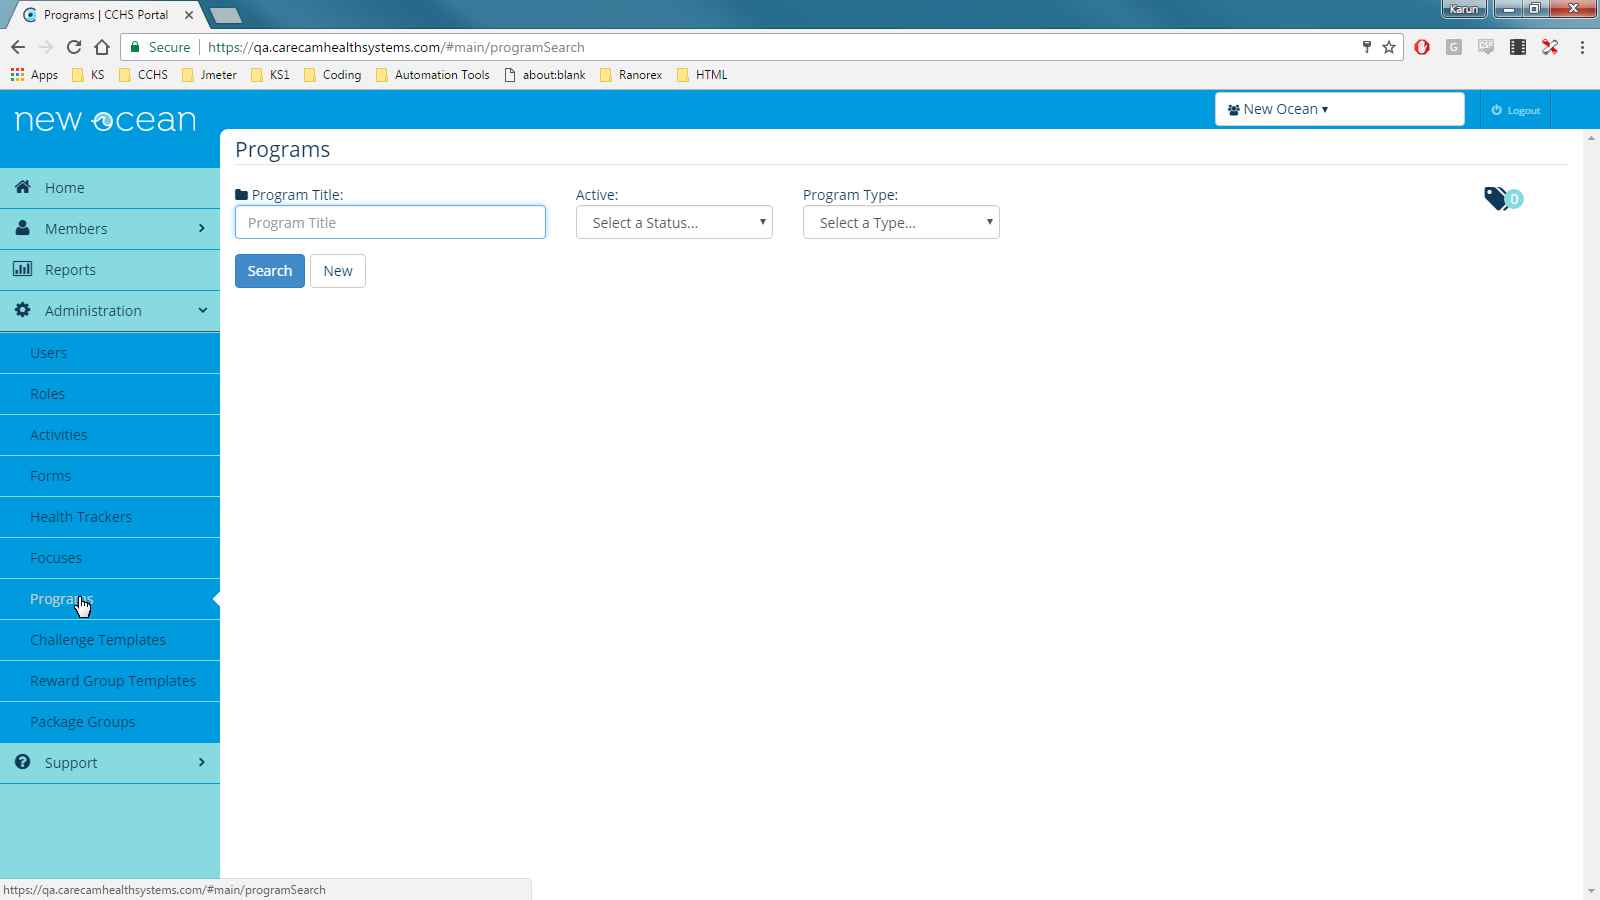 Programs | CCHS Portal
Karun
Secure https://qa.carecamhealthsystems.com/#main/programSearch
Apps KS CCHS Jmeter KS1 Coding Automation Tools about:blank Ranorex HTML
new ocean
New Ocean
Logout
Programs
Home
Members
Reports
Administration
Users
Roles
Activities
Forms
Health Trackers
Focuses
Programs
Challenge Templates
Reward Group Templates
Package Groups
Support
Program Title: Active: Program Type:
Program Title Select a Status... Select a Type...
0
Search New
https://qa.carecamhealthsystems.com/#main/programSearch